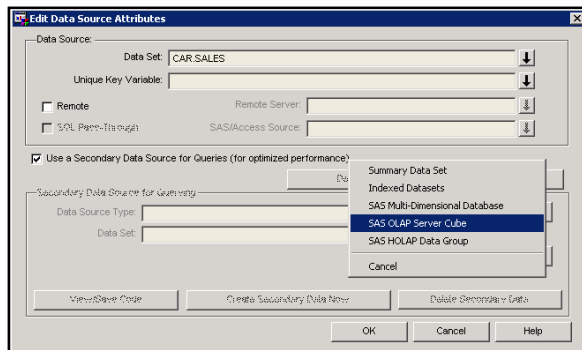 Edit Data Source Attributes
Data Source:
Data Set: CAR.SALES
Unique Key Variable:
Remote Remote Server:
SQL Pass-Through SAS/Access Source:
Use a Secondary Data Source for Queries (for optimized performance)
Summary Data Set
Indexed Datasets
SAS Multi-Dimensional Database
SAS OLAP Server Cube
SAS HOLAP Data Group
Cancel
Secondary Data Source for Querying
Data Source Type:
Data Set:
View/Save Code Create Secondary Data Now Delete Secondary Data
OK Cancel Help